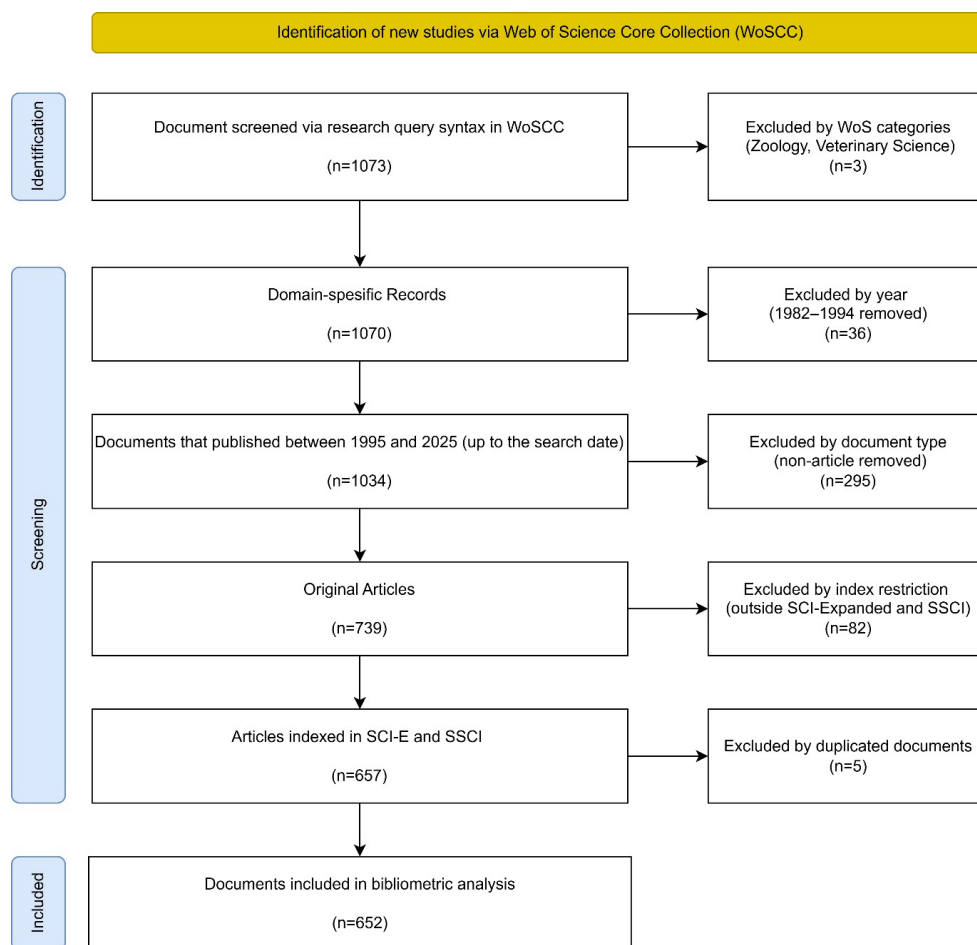 Identification of new studies via Web of Science Core Collection (WoSCC)
Identification
Document screened via research query syntax in WoSCC
(n=1073)
Excluded by WoS categories
(Zoology, Veterinary Science)
(n=3)
Screening
Domain-spesific Records
(n=1070)
Excluded by year
(1982–1994 removed)
(n=36)
Documents that published between 1995 and 2025 (up to the search date)
(n=1034)
Excluded by document type
(non-article removed)
(n=295)
Original Articles
(n=739)
Excluded by index restriction
(outside SCI-Expanded and SSCI)
(n=82)
Articles indexed in SCI-E and SSCI
(n=657)
Excluded by duplicated documents
(n=5)
Included
Documents included in bibliometric analysis
(n=652)